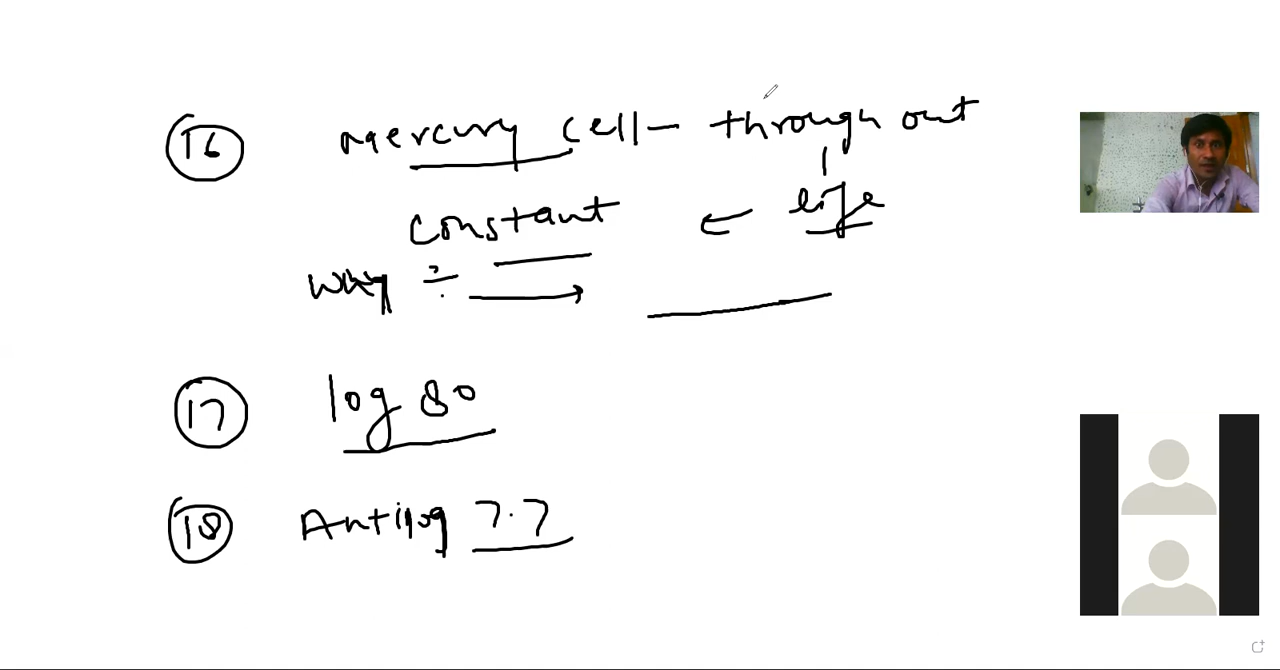 16 Mercury cell - through out
constant ← life
Why ? →
17 log 80
18 Antilog 7.7